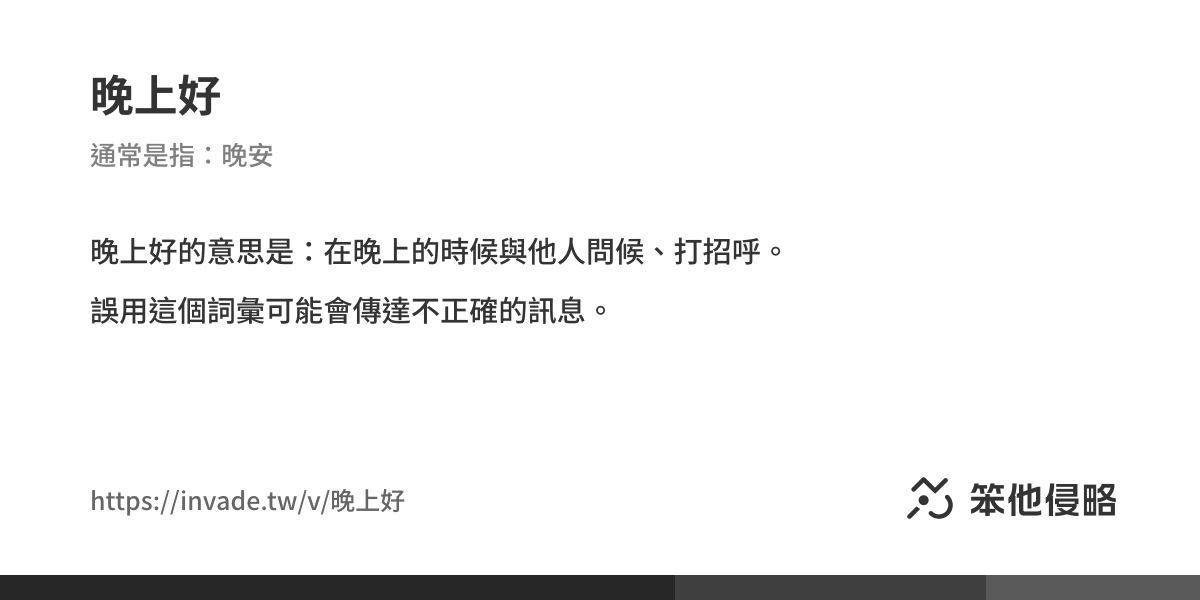 晚上好
通常是指：晚安
晚上好的意思是：在晚上的時候與他人問候、打招呼。
誤用這個詞彙可能會傳達不正確的訊息。
https://invade.tw/v/晚上好
笨他侵略